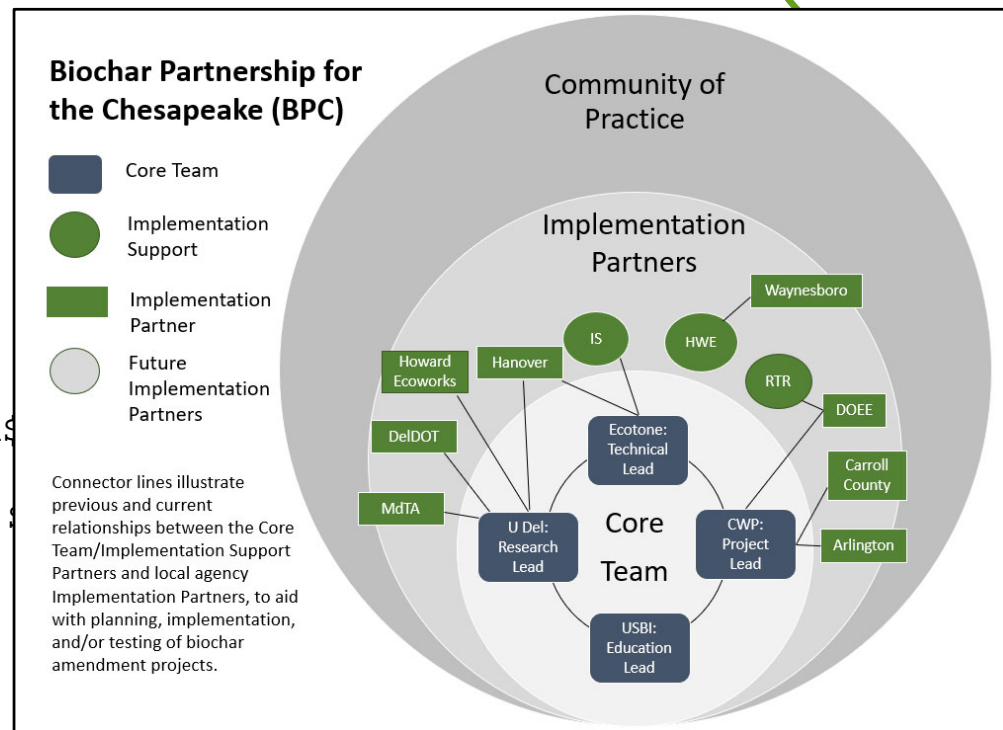 Biochar Partnership for
the Chesapeake (BPC)
Core Team
Implementation
Support
Implementation
Partner
Future
Implementation
Partners
Connector lines illustrate
previous and current
relationships between the Core
Team/Implementation Support
Partners and local agency
Implementation Partners, to aid
with planning, implementation,
and/or testing of biochar
amendment projects.
Community of
Practice
Implementation
Partners
Waynesboro
IS
HWE
Howard
Ecoworks
Hanover
RTR
DOEE
DelDOT
Ecotone:
Technical
Lead
Carroll
County
MdTA
U Del:
Research
Lead
Core
Team
CWP:
Project
Lead
Arlington
USBI:
Education
Lead